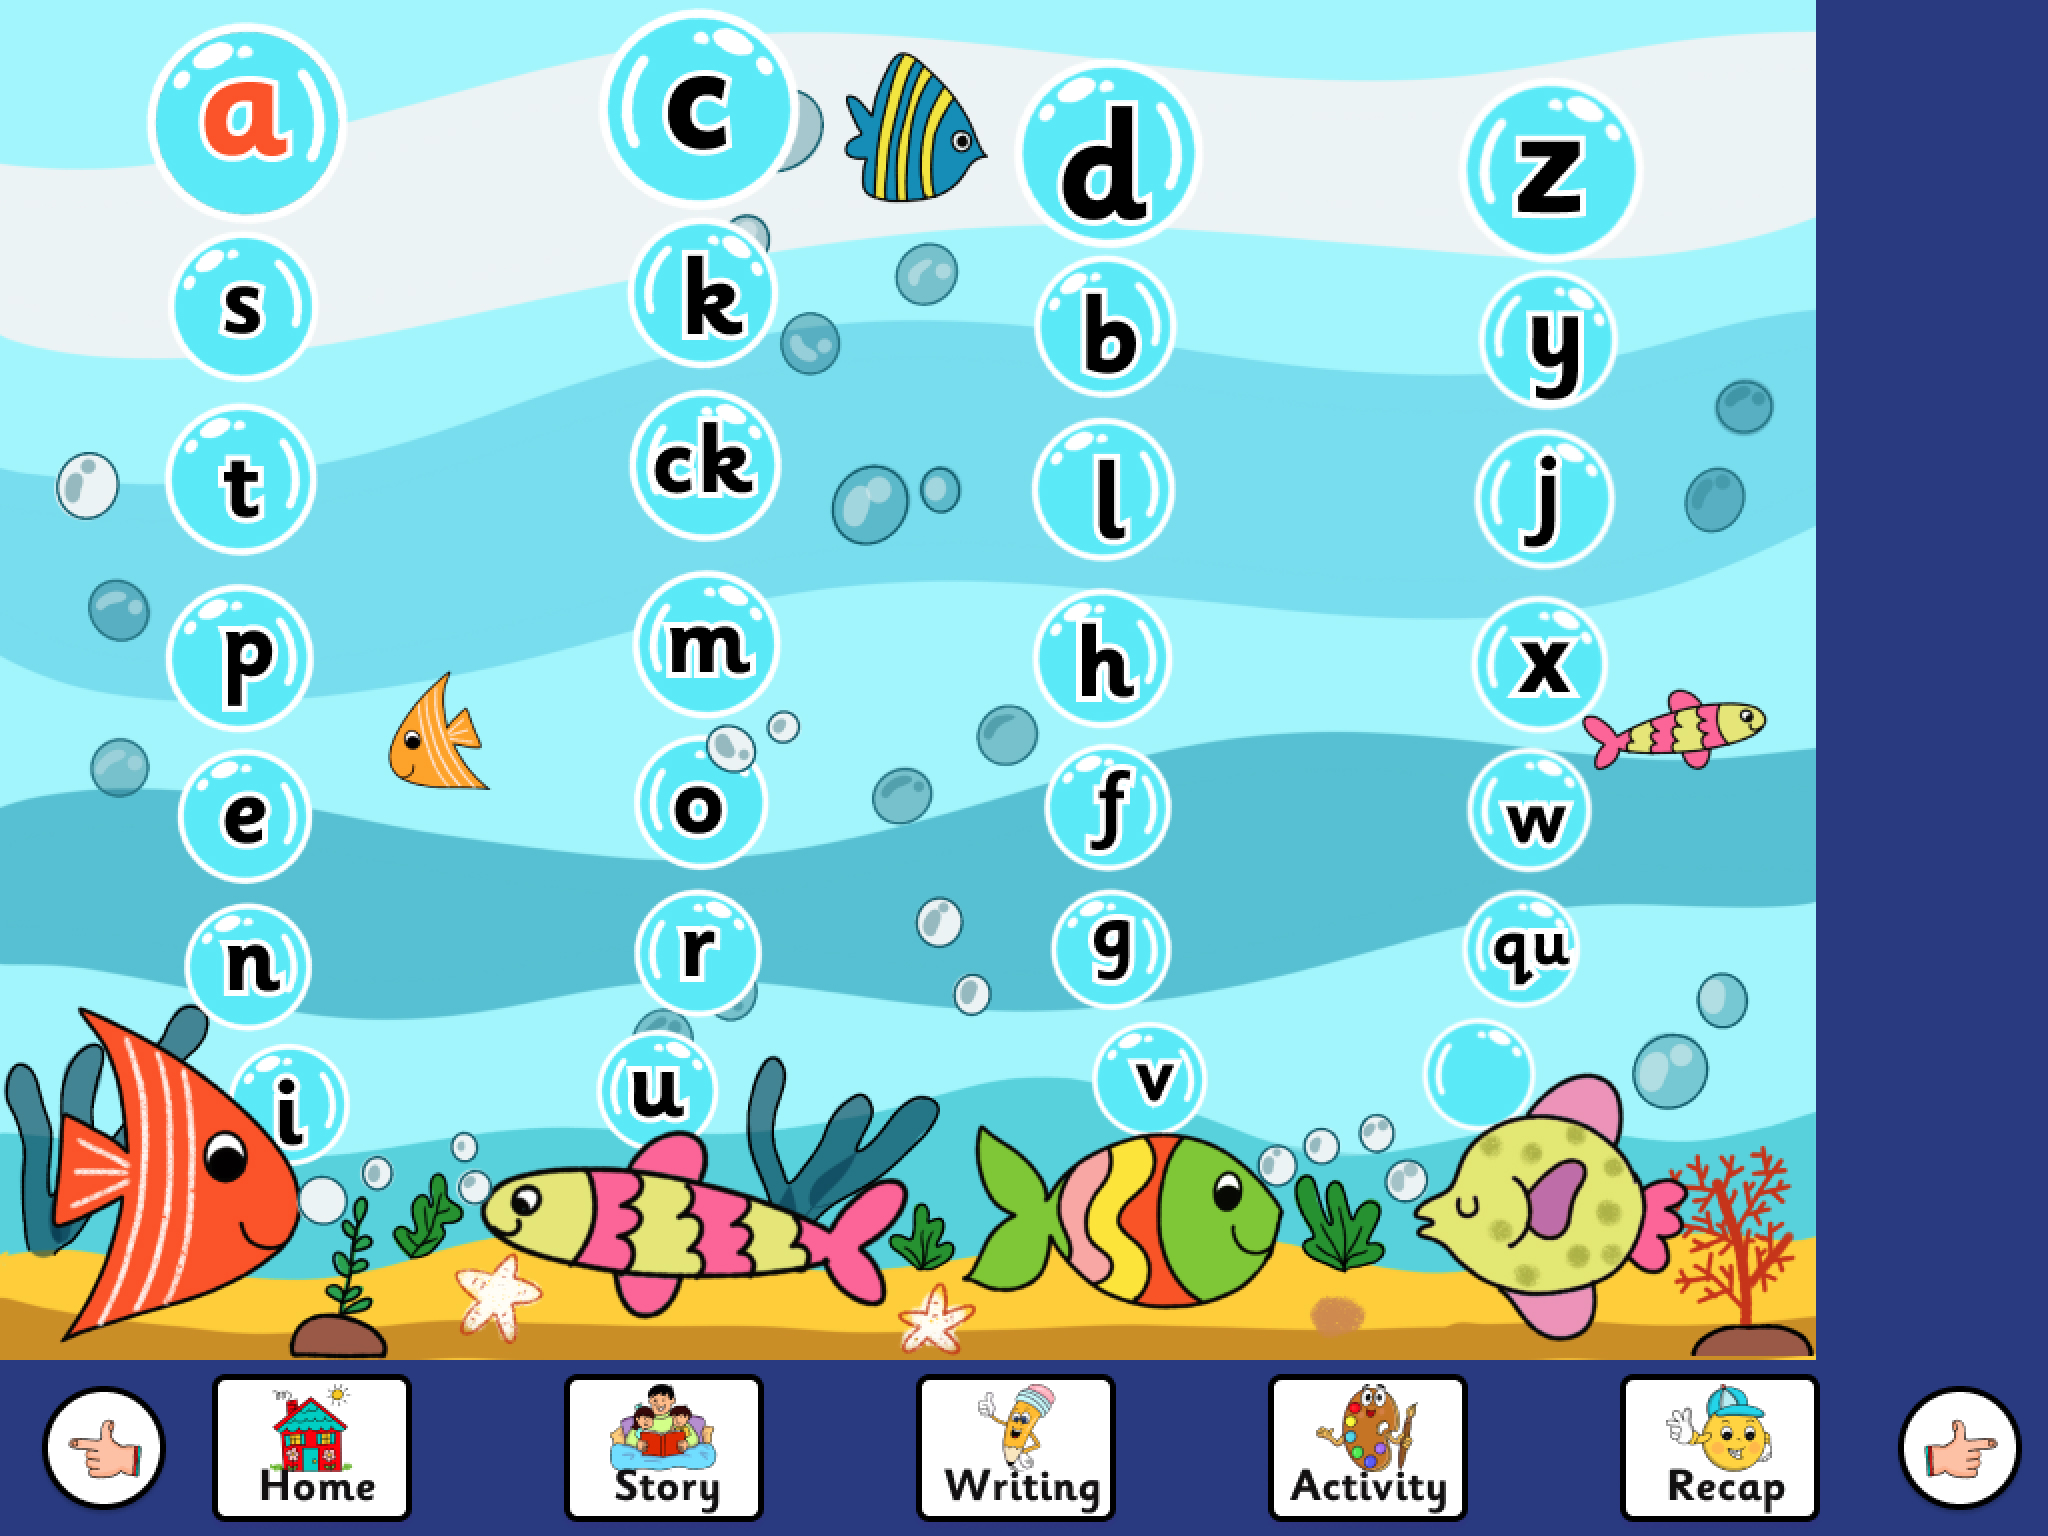 a c d z
s k b y
t ck l j
p m h x
e o f w
n r g qu
i u v
Home Story Writing Activity Recap